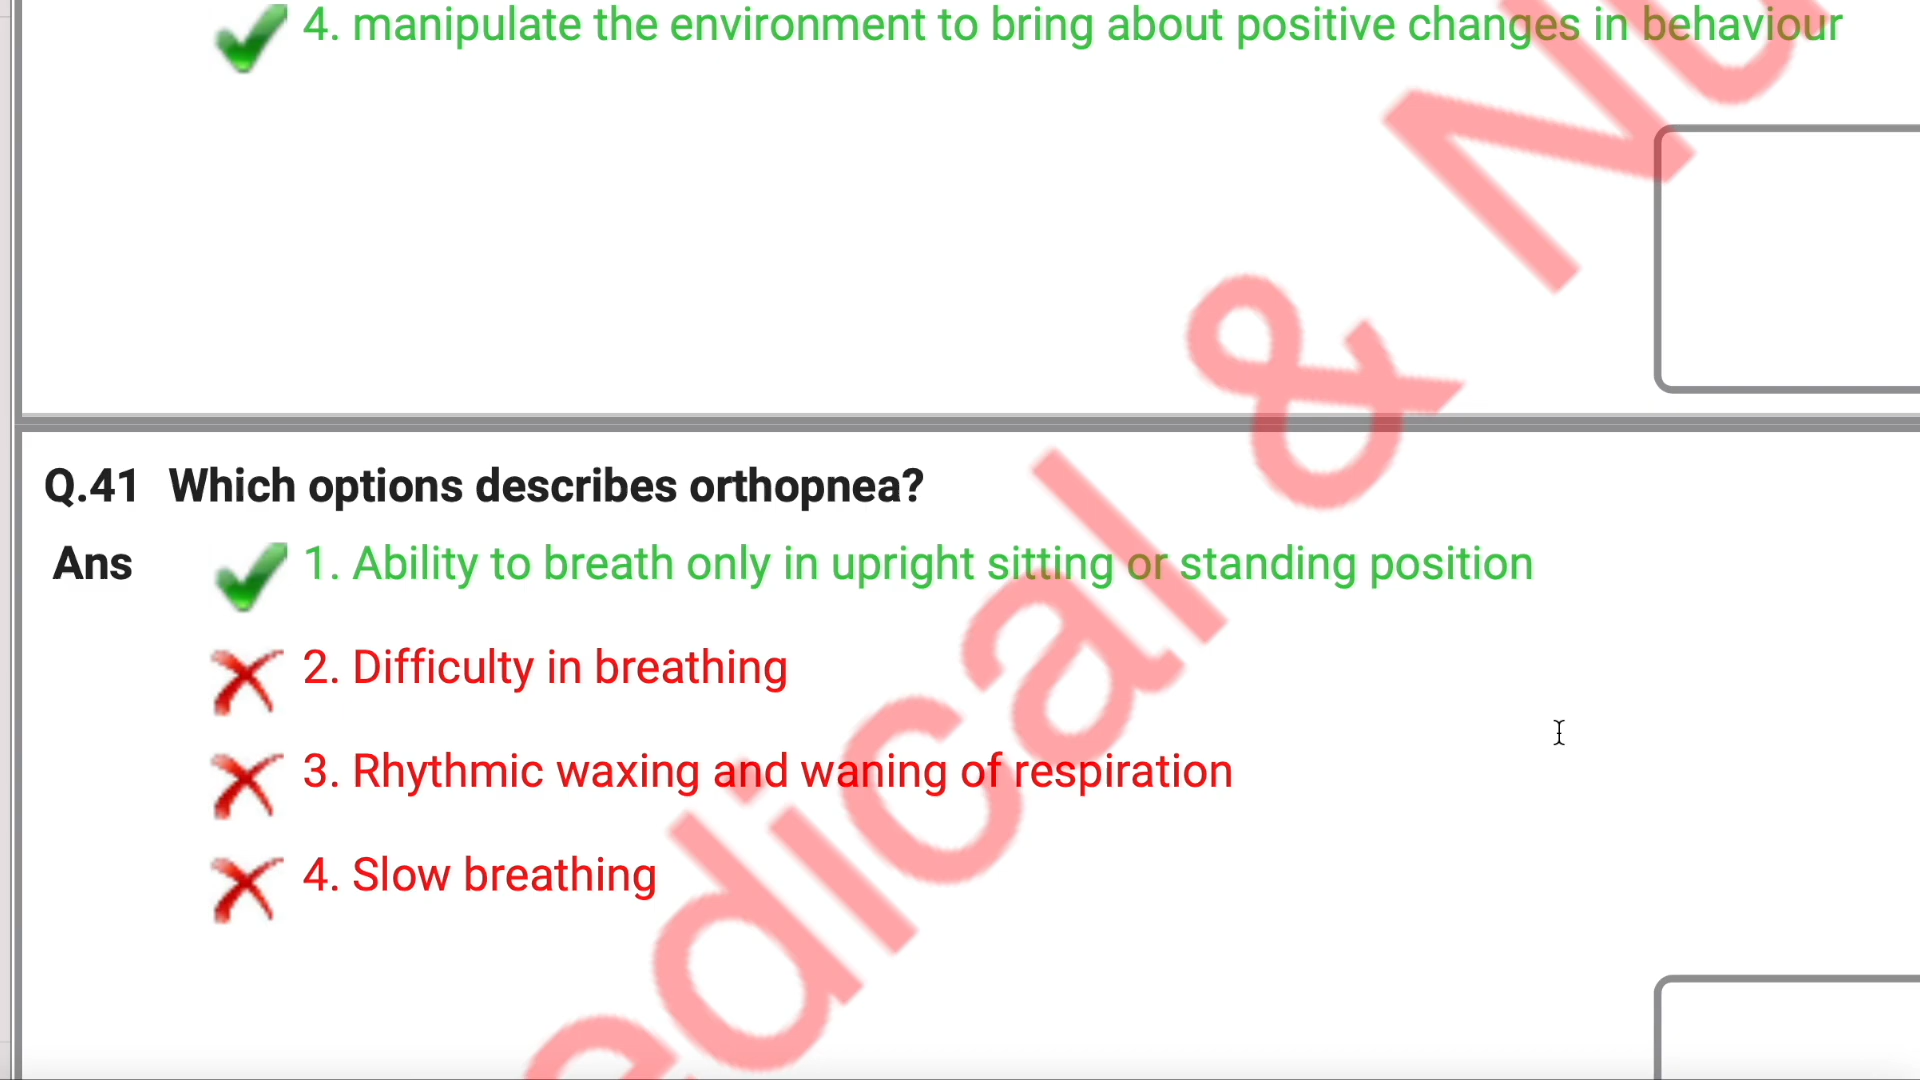 4. manipulate the environment to bring about positive changes in behaviour
Q.41 Which options describes orthopnea?
Ans 1. Ability to breath only in upright sitting or standing position
2. Difficulty in breathing
3. Rhythmic waxing and waning of respiration
4. Slow breathing
edical & Nu